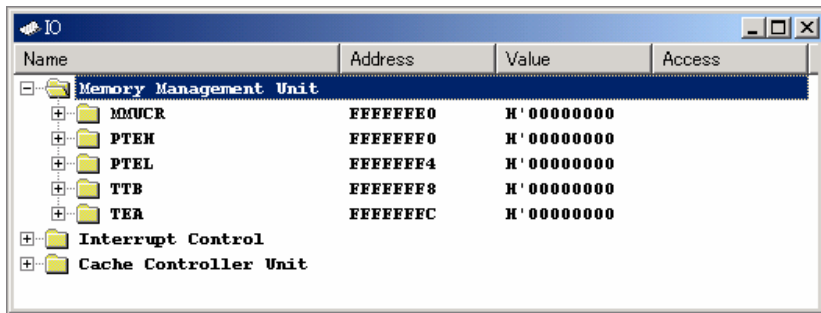 IO
Name Address Value Access
Memory Management Unit
MMUCR FFFFFFE0 H'00000000
PTEH FFFFFFF0 H'00000000
PTEL FFFFFFF4 H'00000000
TTB FFFFFFF8 H'00000000
TEA FFFFFFFC H'00000000
Interrupt Control
Cache Controller Unit